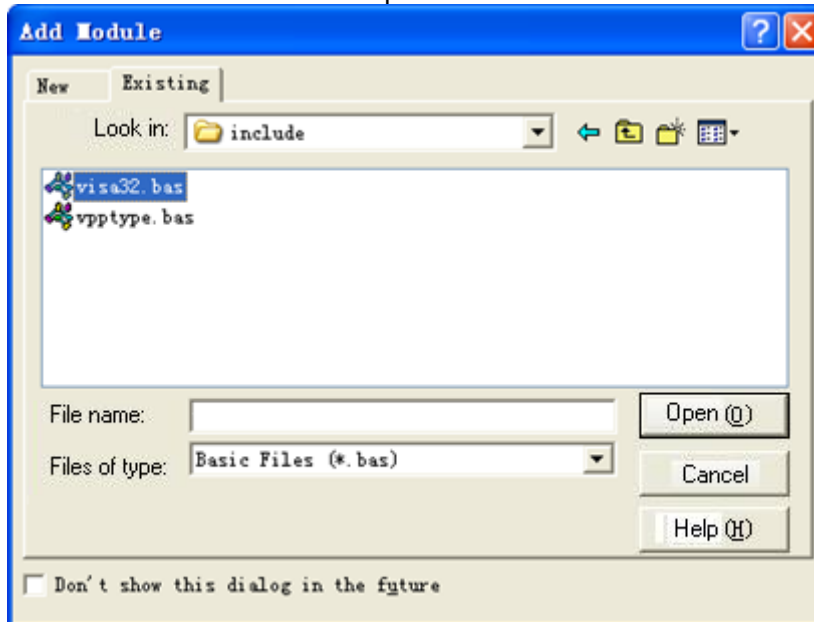 Add Module
New Existing
Look in: include
visa32.bas
vpptype.bas
File name: Open (O)
Files of type: Basic Files (*.bas) Cancel
Help (H)
Don't show this dialog in the future